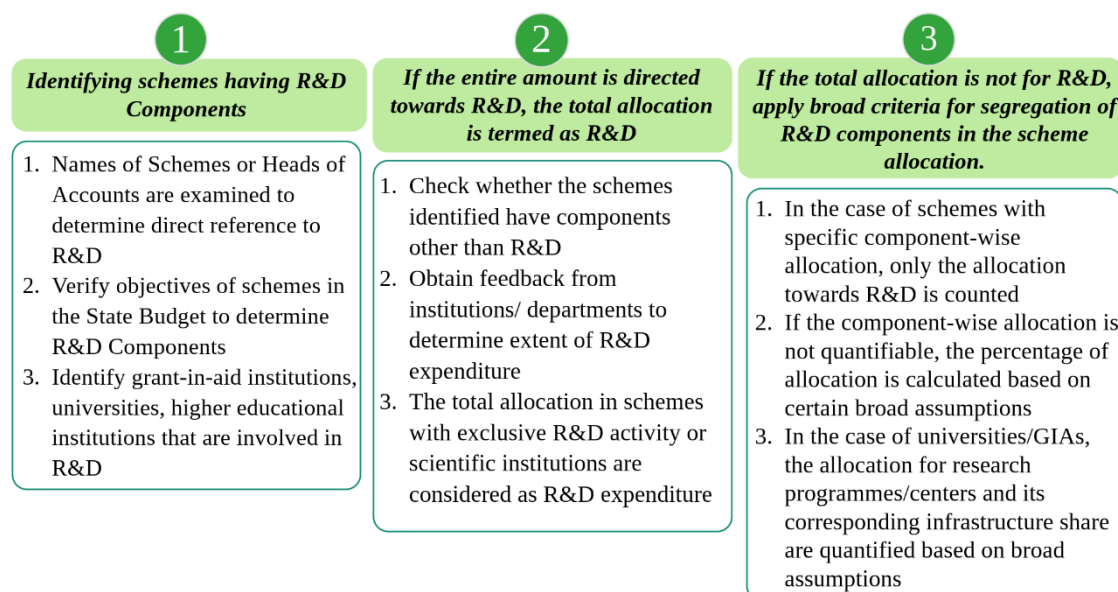 1
Identifying schemes having R&D
Components
1. Names of Schemes or Heads of
Accounts are examined to
determine direct reference to
R&D
2. Verify objectives of schemes in
the State Budget to determine
R&D Components
3. Identify grant-in-aid institutions,
universities, higher educational
institutions that are involved in
R&D
2
If the entire amount is directed
towards R&D, the total allocation
is termed as R&D
1. Check whether the schemes
identified have components
other than R&D
2. Obtain feedback from
institutions/ departments to
determine extent of R&D
expenditure
3. The total allocation in schemes
with exclusive R&D activity or
scientific institutions are
considered as R&D expenditure
3
If the total allocation is not for R&D,
apply broad criteria for segregation of
R&D components in the scheme
allocation.
1. In the case of schemes with
specific component-wise
allocation, only the allocation
towards R&D is counted
2. If the component-wise allocation is
not quantifiable, the percentage of
allocation is calculated based on
certain broad assumptions
3. In the case of universities/GIAs,
the allocation for research
programmes/centers and its
corresponding infrastructure share
are quantified based on broad
assumptions